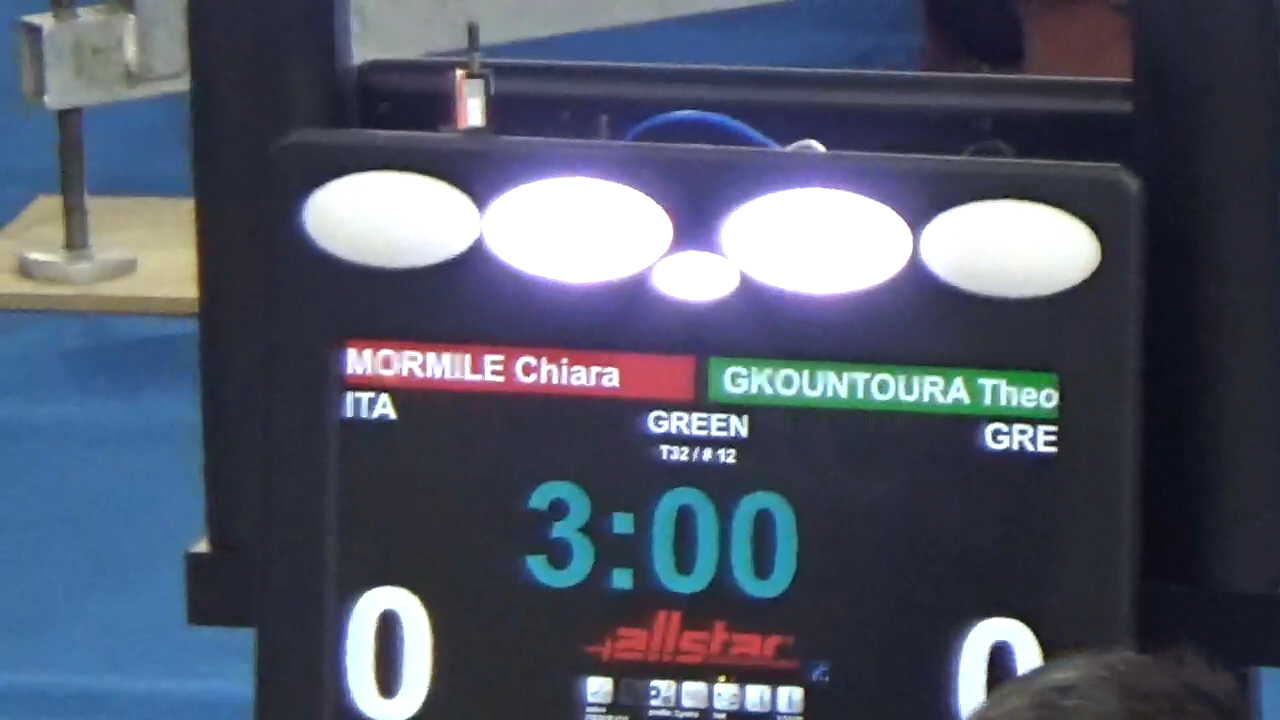 MORMILE Chiara
GKOUNTOURA Theo
ITA
GREEN
GRE
T32 / # 12
3:00
0
0
allstar